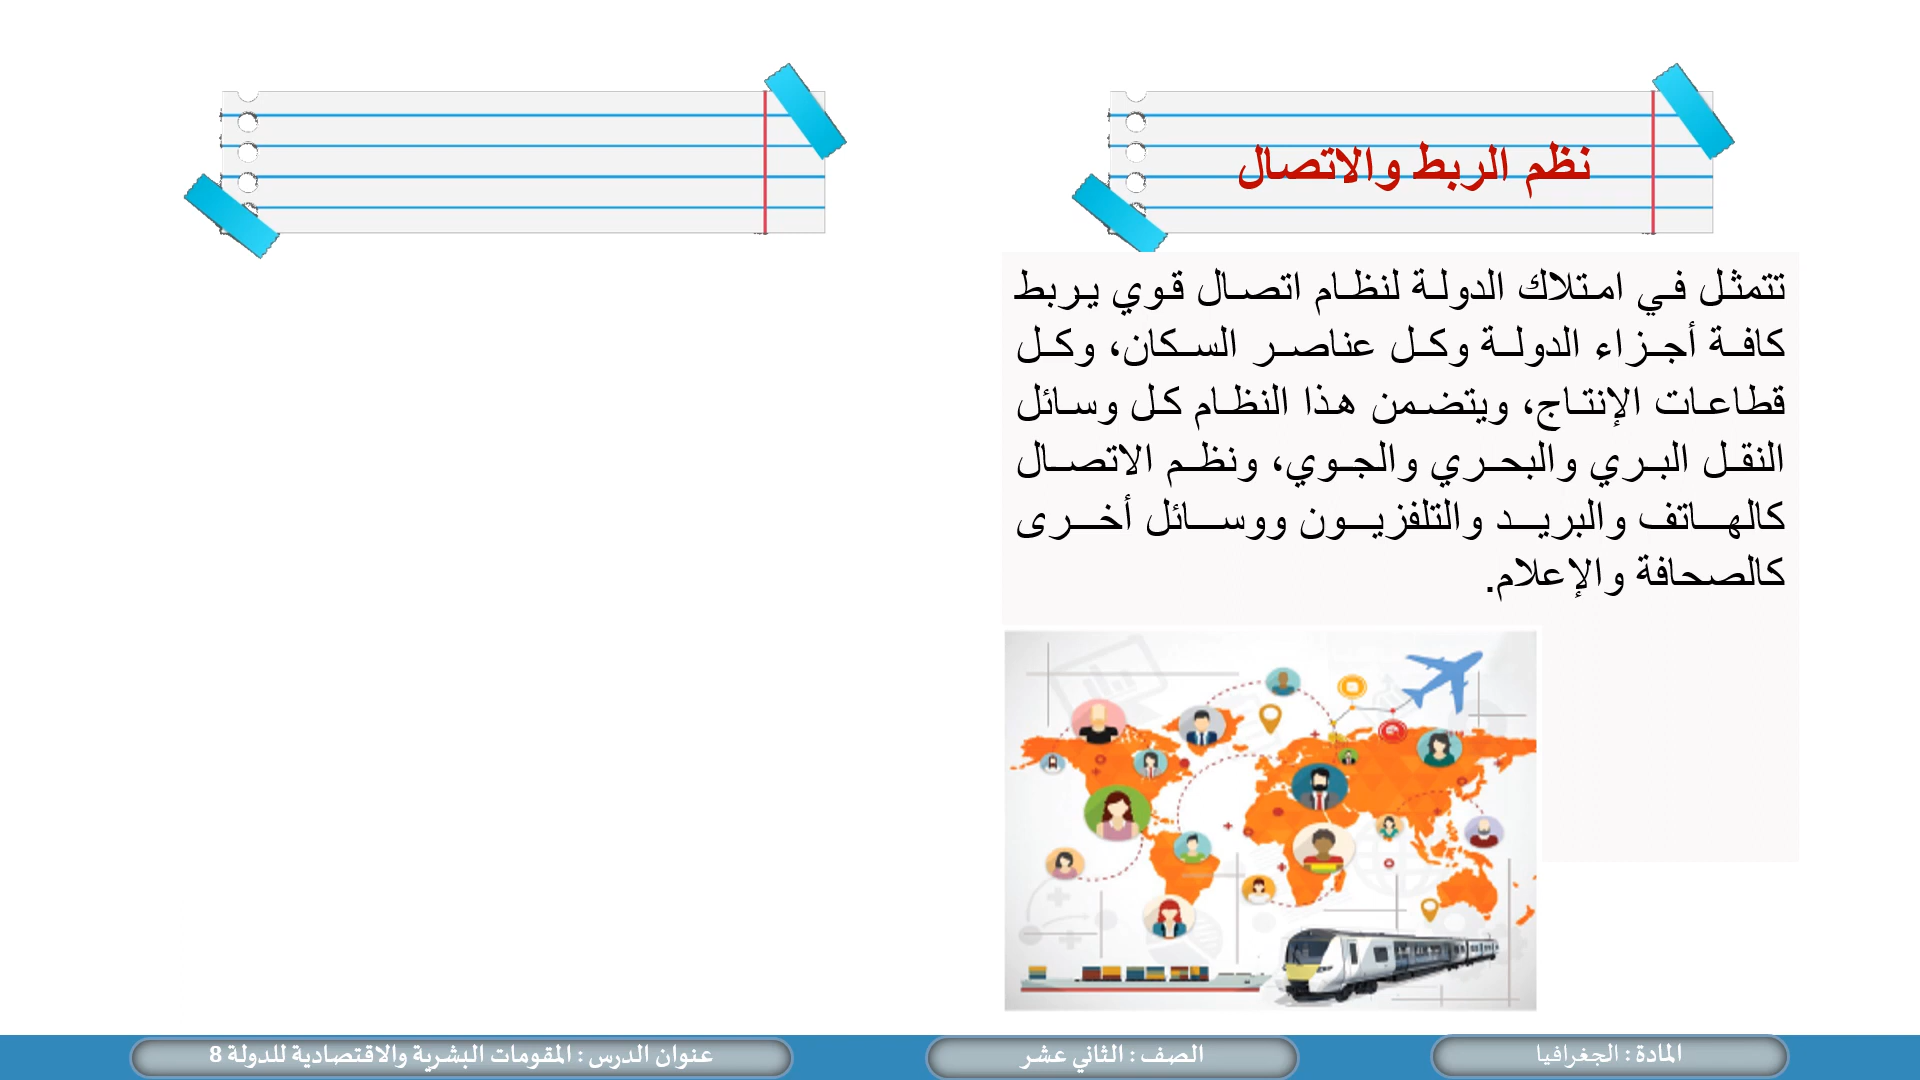 نظم الربط والاتصال
تتمثل في امتلاك الدولة لنظام اتصال قوي يربط
كافة أجزاء الدولة وكل عناصر السكان، وكل
قطاعات الإنتاج، ويتضمن هذا النظام كل وسائل
النقل البري والبحري والجوي، ونظم الاتصال
كالهاتف والبريد والتلفزيون ووسائل أخرى
كالصحافة والإعلام.
المادة : الجغرافيا
الصف : الثاني عشر
عنوان الدرس : المقومات البشرية والاقتصادية للدولة 8